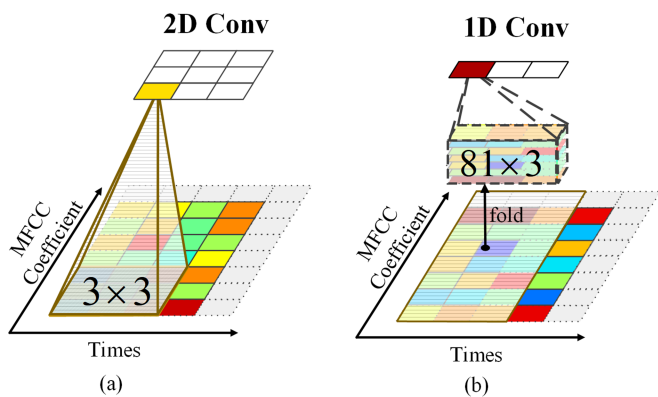 2D Conv
1D Conv
81×3
fold
3×3
MFCC
Coefficient
MFCC
Coefficient
Times
Times
(a)
(b)